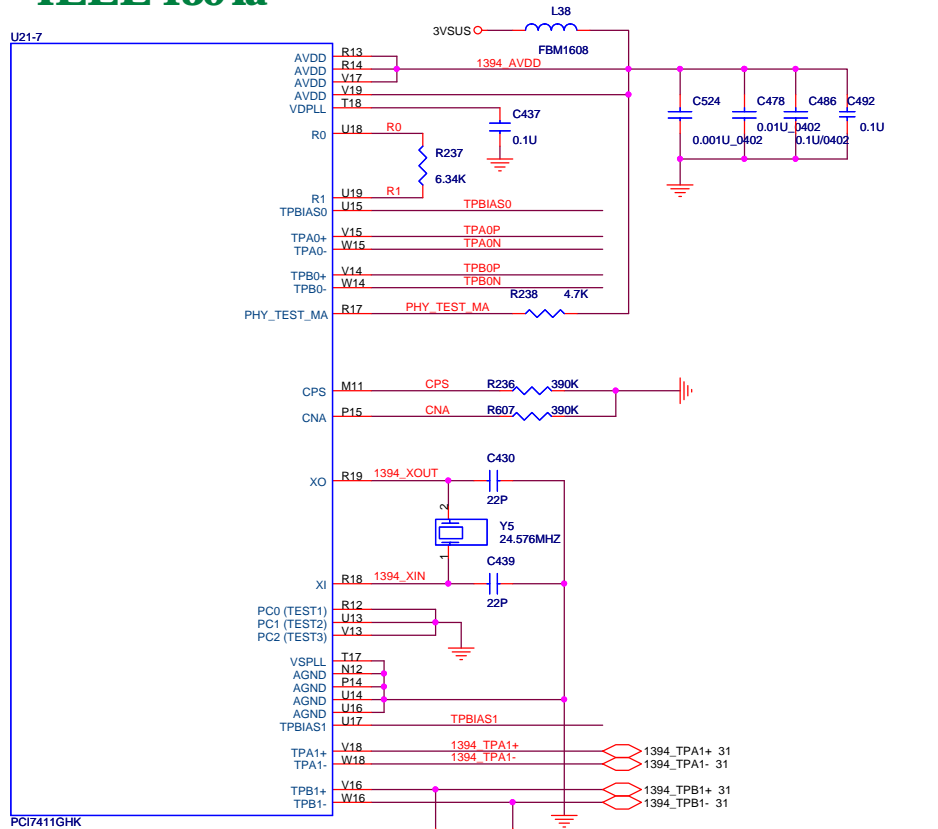 IEEE 1394a
L38
3VSUS
FBM1608
U21-7
AVDD R13
AVDD R14 1394_AVDD
AVDD V17
AVDD V19
VDPLL T18
C524 C478 C486 C492
0.001U_0402 0.01U_0402 0.1U/0402 0.1U
C437
0.1U
R0 U18 R0
R237
6.34K
R1 U19 R1
TPBIAS0 U15 TPBIAS0
TPA0+ V15 TPA0P
TPA0- W15 TPA0N
TPB0+ V14 TPB0P
TPB0- W14 TPB0N
R238 4.7K
PHY_TEST_MA R17 PHY_TEST_MA
CPS M11 CPS R236 390K
CNA P15 CNA R607 390K
C430
XO R19 1394_XOUT
22P
2
Y5
24.576MHZ
1
C439
XI R18 1394_XIN
22P
PC0 (TEST1) R12
PC1 (TEST2) U13
PC2 (TEST3) V13
VSPLL T17
AGND N12
AGND P14
AGND U14
AGND U16
TPBIAS1 U17 TPBIAS1
TPA1+ V18 1394_TPA1+ 1394_TPA1+ 31
TPA1- W18 1394_TPA1- 1394_TPA1- 31
TPB1+ V16 1394_TPB1+ 31
TPB1- W16 1394_TPB1- 31
PCI7411GHK